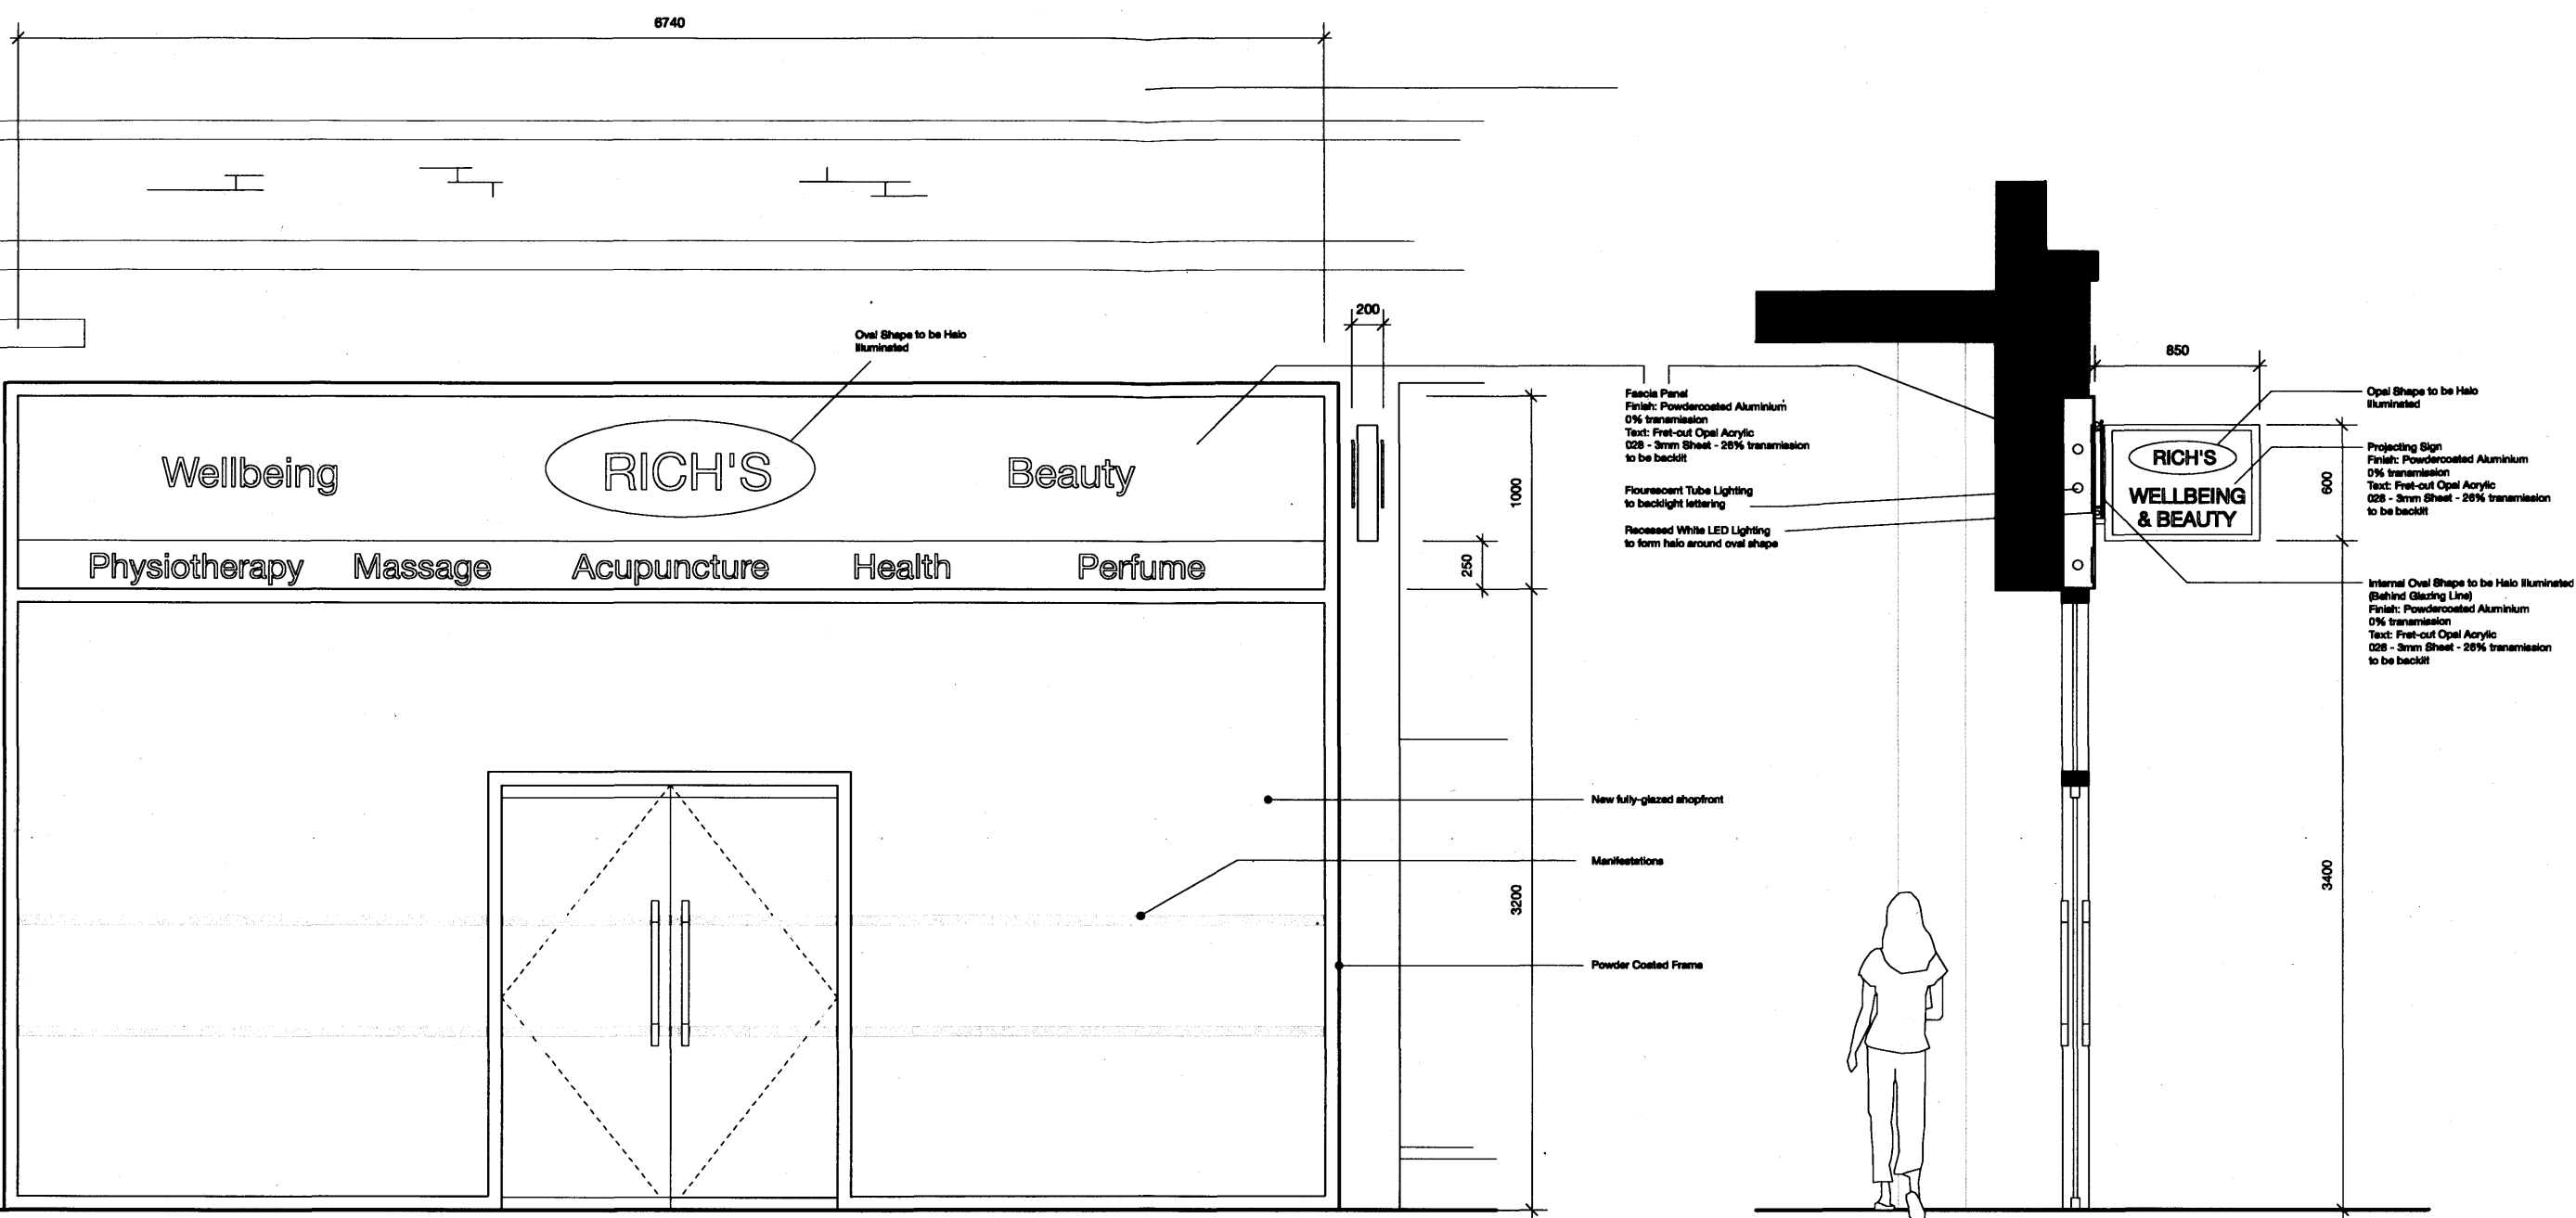 6740
200
850
Oval Shape to be Halo
Illuminated
Wellbeing
RICH'S
Beauty
Physiotherapy
Massage
Acupuncture
Health
Perfume
1000
250
3200
Fascia Panel
Finish: Powdercoated Aluminium
0% transmission
Text: Fret-cut Opal Acrylic
028 - 3mm Sheet - 26% transmission
to be backlit
Flourescent Tube Lighting
to backlight lettering
Recessed White LED Lighting
to form halo around oval shape
New fully-glazed shopfront
Manifestations
Powder Coated Frame
RICH'S
WELLBEING
& BEAUTY
600
3400
Opal Shape to be Halo
Illuminated
Projecting Sign
Finish: Powdercoated Aluminium
0% transmission
Text: Fret-cut Opal Acrylic
028 - 3mm Sheet - 26% transmission
to be backlit
Internal Oval Shape to be Halo Illuminated
(Behind Glazing Line)
Finish: Powdercoated Aluminium
0% transmission
Text: Fret-cut Opal Acrylic
028 - 3mm Sheet - 26% transmission
to be backlit